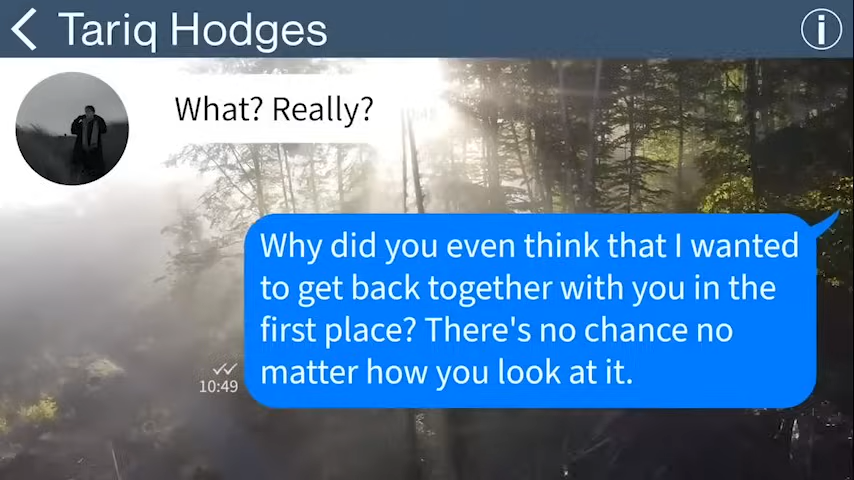 Tariq Hodges
What? Really?
Why did you even think that I wanted
to get back together with you in the
first place? There's no chance no
matter how you look at it.
10:49